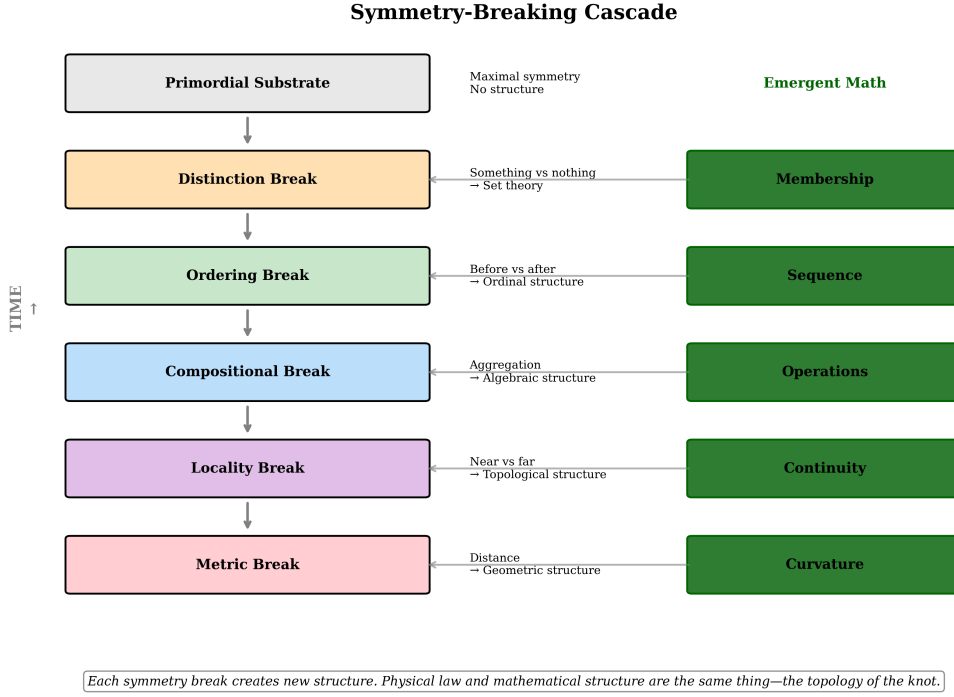 Symmetry-Breaking Cascade
Primordial Substrate
Maximal symmetry
No structure
Emergent Math
Distinction Break
Something vs nothing
→ Set theory
Membership
Ordering Break
Before vs after
→ Ordinal structure
Sequence
TIME
→
Compositional Break
Aggregation
→ Algebraic structure
Operations
Locality Break
Near vs far
→ Topological structure
Continuity
Metric Break
Distance
→ Geometric structure
Curvature
Each symmetry break creates new structure. Physical law and mathematical structure are the same thing—the topology of the knot.